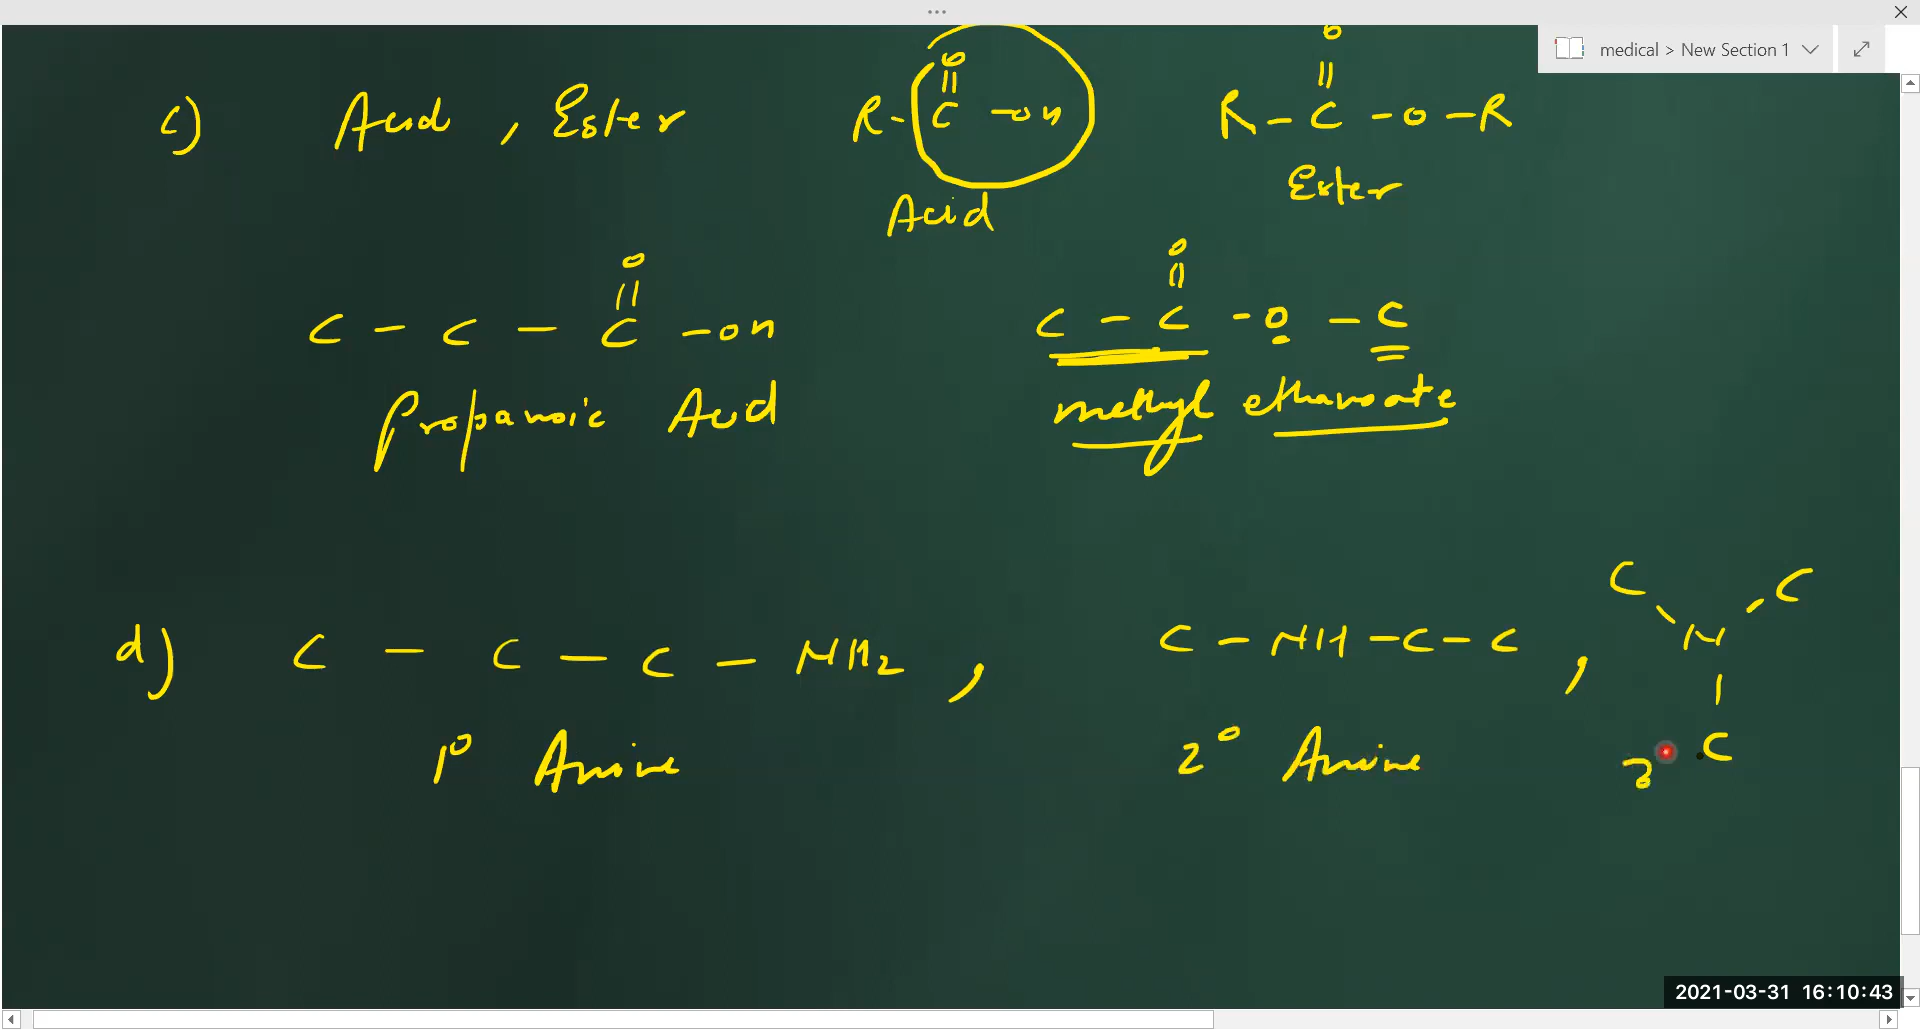 medical > New Section 1
c) Acid , Ester R - C - OH R - C - O - R
O O
Acid Ester
O O
C - C - C - OH C - C - O - C
Propanoic Acid methyl ethanoate
C C
d) C - C - C - NH2 , C - NH - C - C , N
C
1° Amine 2° Amine 3
2021-03-31 16:10:43